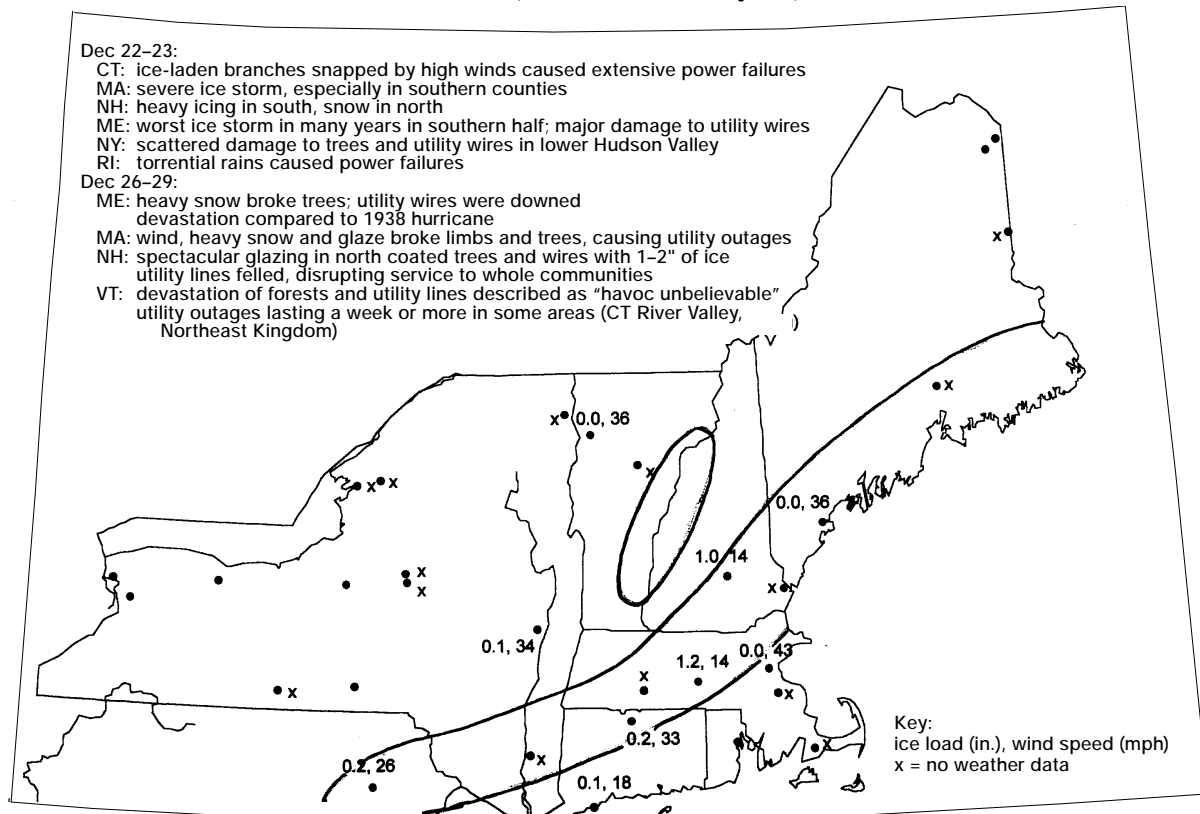 Dec 22–23:
CT: ice-laden branches snapped by high winds caused extensive power failures
MA: severe ice storm, especially in southern counties
NH: heavy icing in south, snow in north
ME: worst ice storm in many years in southern half; major damage to utility wires
NY: scattered damage to trees and utility wires in lower Hudson Valley
RI: torrential rains caused power failures
Dec 26–29:
ME: heavy snow broke trees; utility wires were downed
devastation compared to 1938 hurricane
MA: wind, heavy snow and glaze broke limbs and trees, causing utility outages
NH: spectacular glazing in north coated trees and wires with 1–2" of ice
utility lines felled, disrupting service to whole communities
VT: devastation of forests and utility lines described as “havoc unbelievable”
utility outages lasting a week or more in some areas (CT River Valley,
Northeast Kingdom)
)
x
x
x 0.0, 36
x
x x
0.0, 36
1.0, 14
x
x
x
0.1, 34
1.2, 14 0.0, 43
x
x
x
0.2, 33
x
x
0.2, 26
0.1, 18
Key:
ice load (in.), wind speed (mph)
x = no weather data